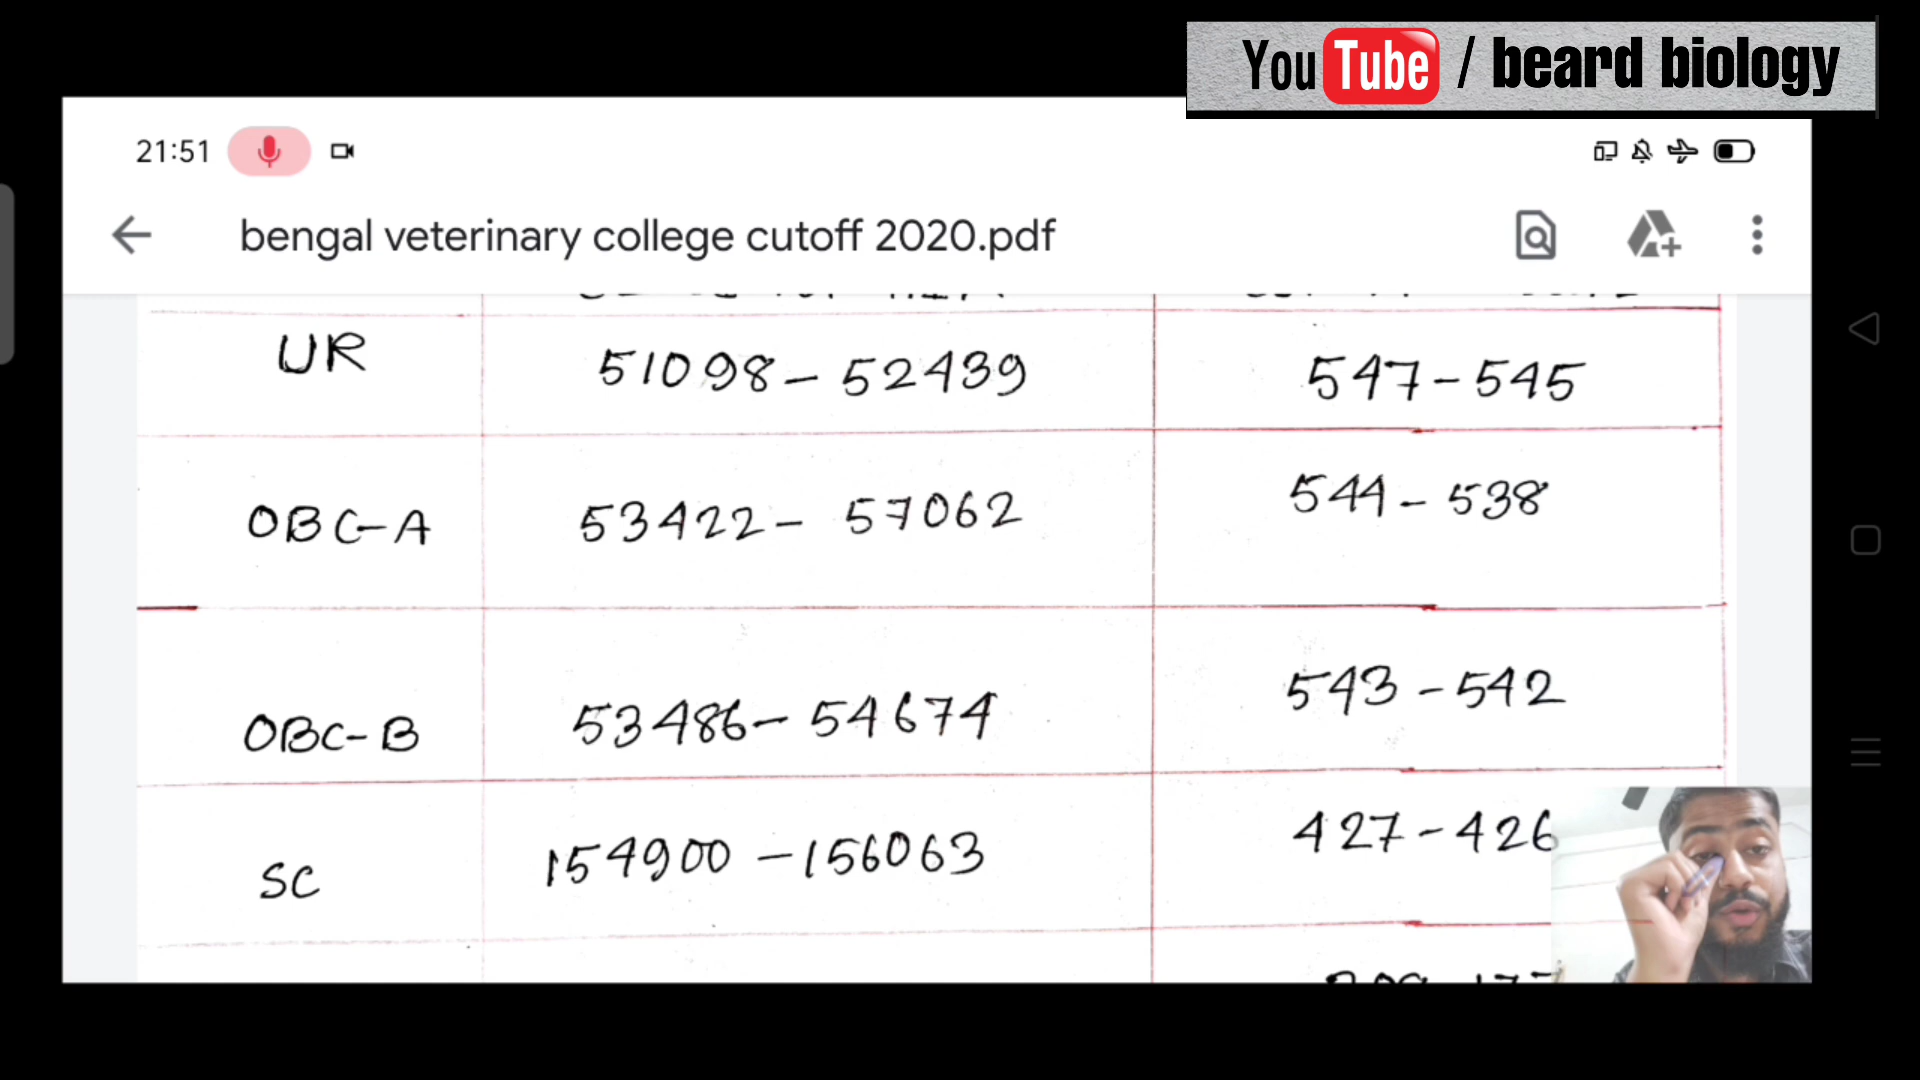 YouTube / beard biology
21:51
bengal veterinary college cutoff 2020.pdf
UR 51098 - 52439 547 - 545
OBC-A 53422 - 57062 544 - 538
OBC-B 53486 - 54674 543 - 542
SC 154900 - 156063 427 - 426